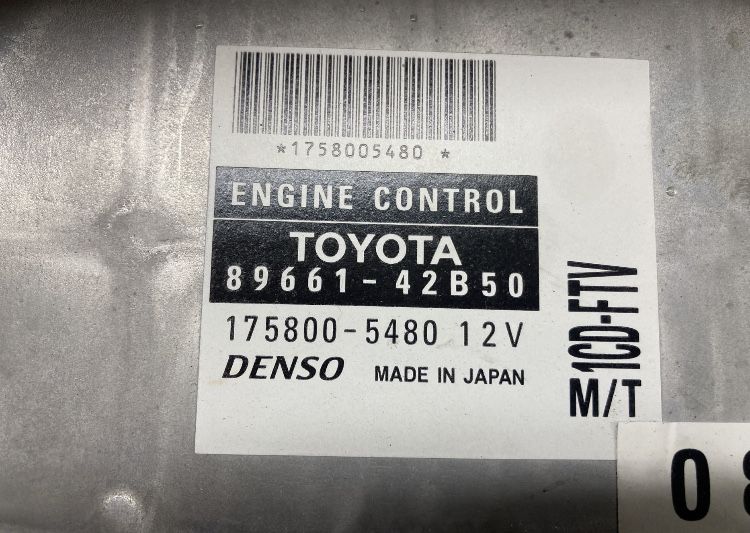 *1758005480 *
ENGINE CONTROL
TOYOTA
89661-42B50
175800-5480 12V
DENSO MADE IN JAPAN
1CD-FTV
M/T
0